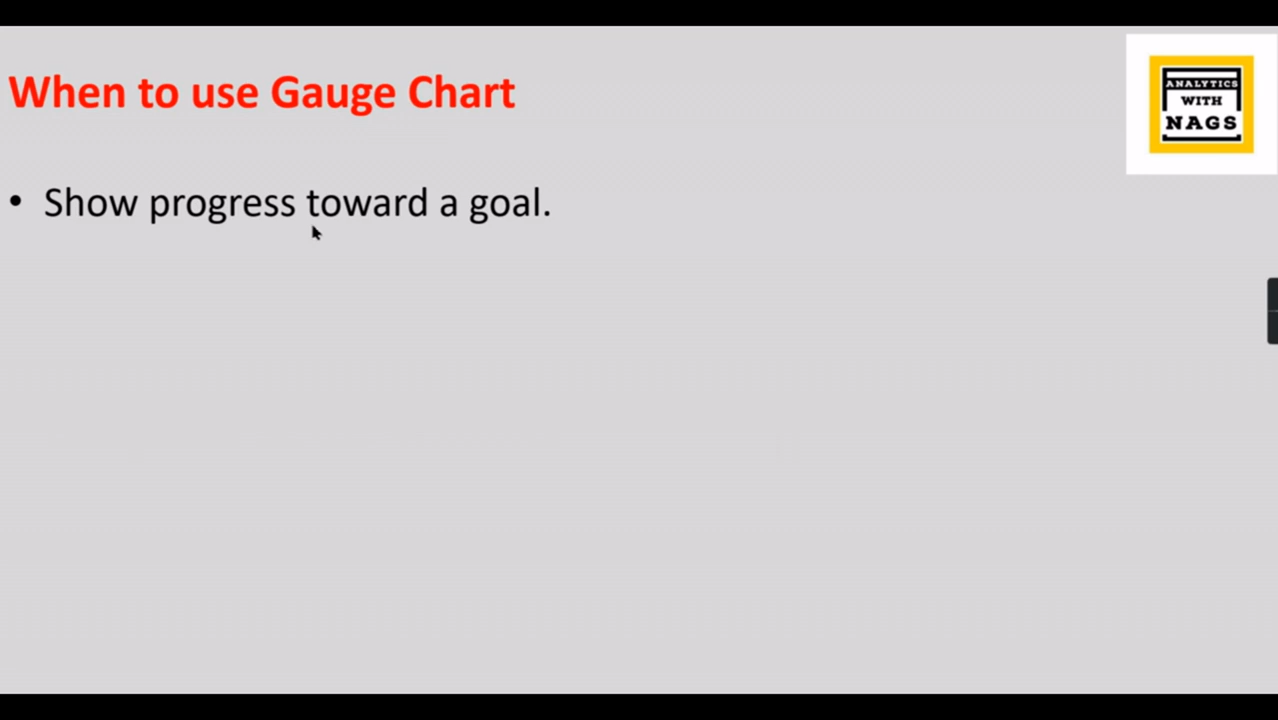 When to use Gauge Chart
ANALYTICS
WITH
NAGS
• Show progress toward a goal.